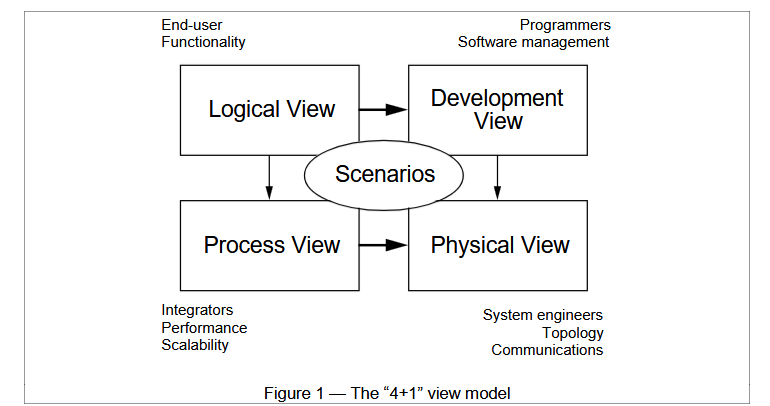 End-user
Functionality
Programmers
Software management
Logical View
Development
View
Scenarios
Process View
Physical View
Integrators
Performance
Scalability
System engineers
Topology
Communications
Figure 1 — The “4+1” view model